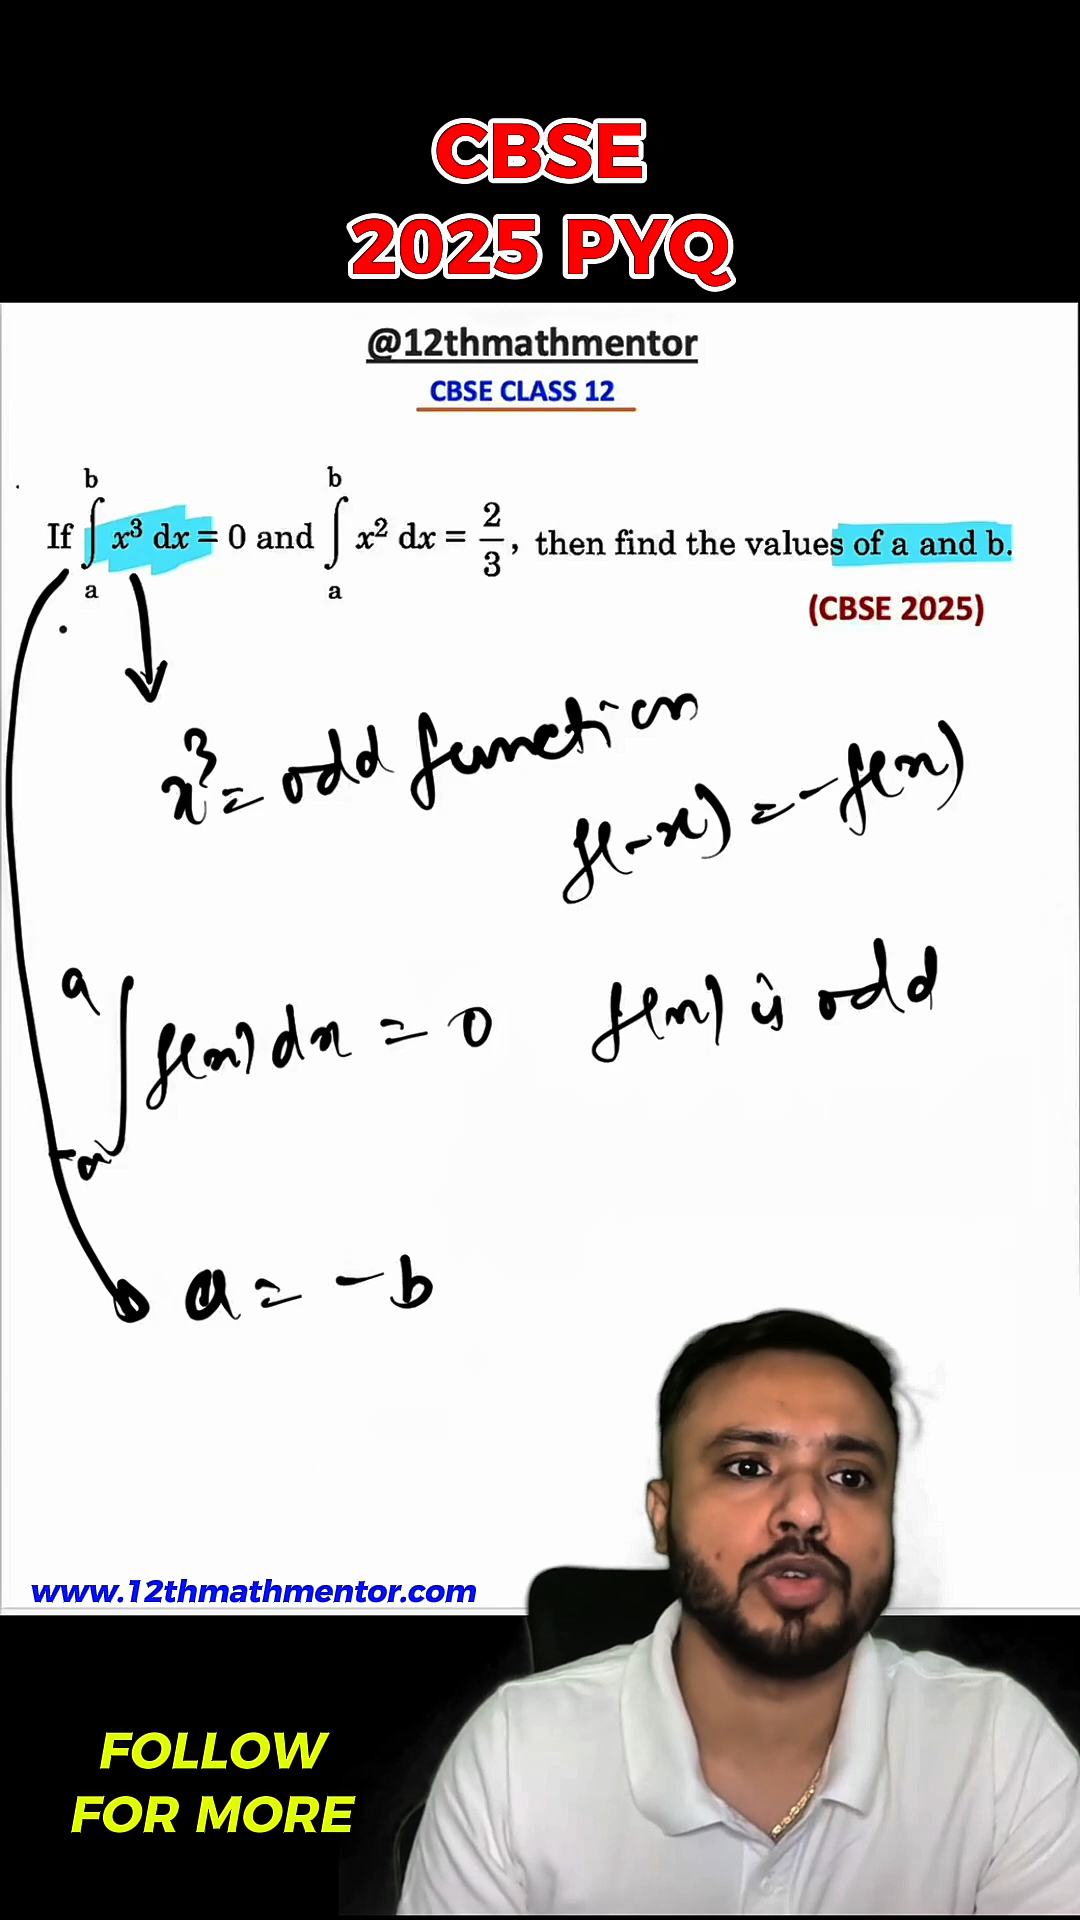 CBSE
2025 PYQ
@12thmathmentor
CBSE CLASS 12
If ∫ₐᵇ x³ dx = 0 and ∫ₐᵇ x² dx = 2/3, then find the values of a and b.
(CBSE 2025)
x³ = odd function
f(-x) = -f(x)
∫₋ₐᵃ f(x) dx = 0 f(x) is odd
a = -b
www.12thmathmentor.com
FOLLOW
FOR MORE